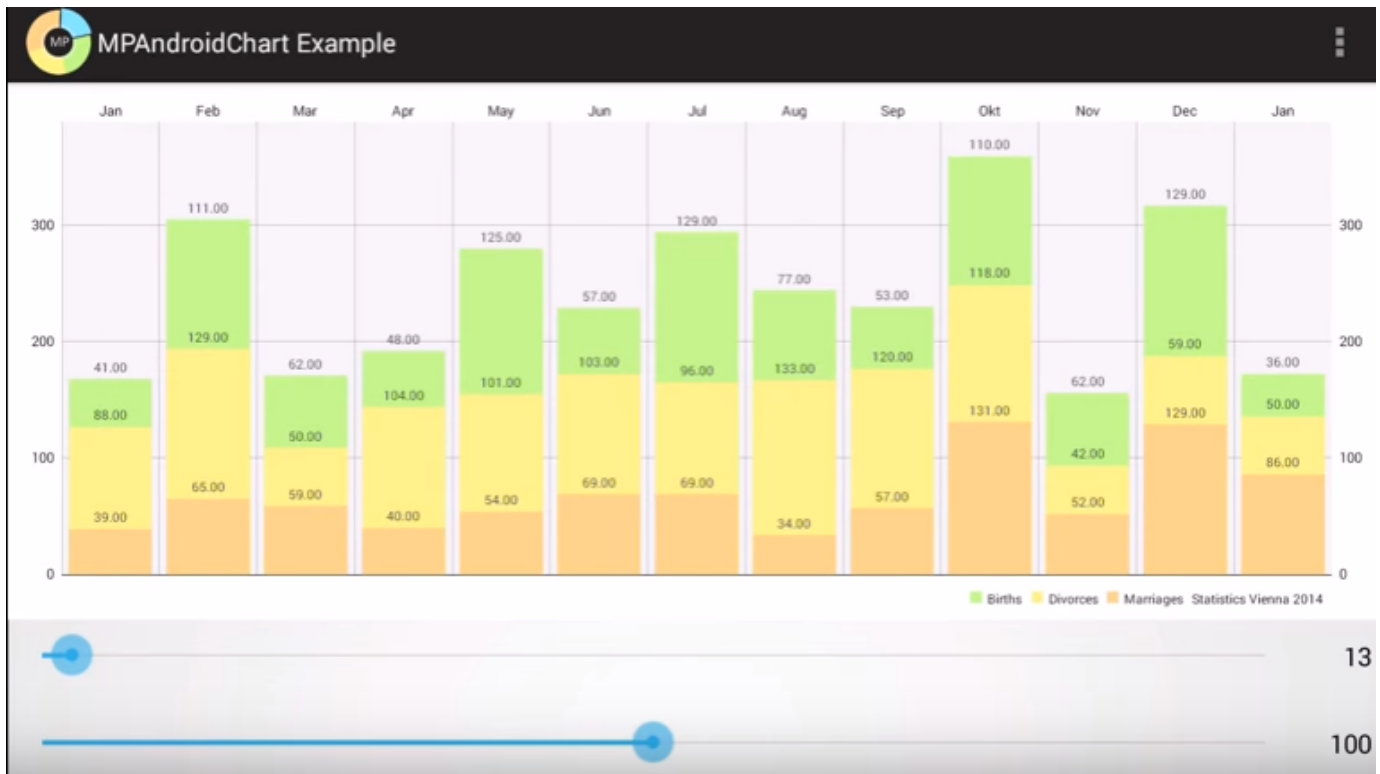 MP MPAndroidChart Example
Jan Feb Mar Apr May Jun Jul Aug Sep Okt Nov Dec Jan
110.00
129.00
111.00
129.00
300 300
125.00
118.00
77.00
57.00 53.00
129.00 48.00 200 200 59.00
41.00 62.00 103.00 96.00 133.00 120.00 36.00
101.00 62.00
104.00 50.00
88.00 131.00 129.00
50.00
100 42.00 100 86.00
65.00 59.00 69.00 69.00 57.00
54.00 52.00
39.00 40.00 34.00
0 0
Births Divorces Marriages Statistics Vienna 2014
13
100